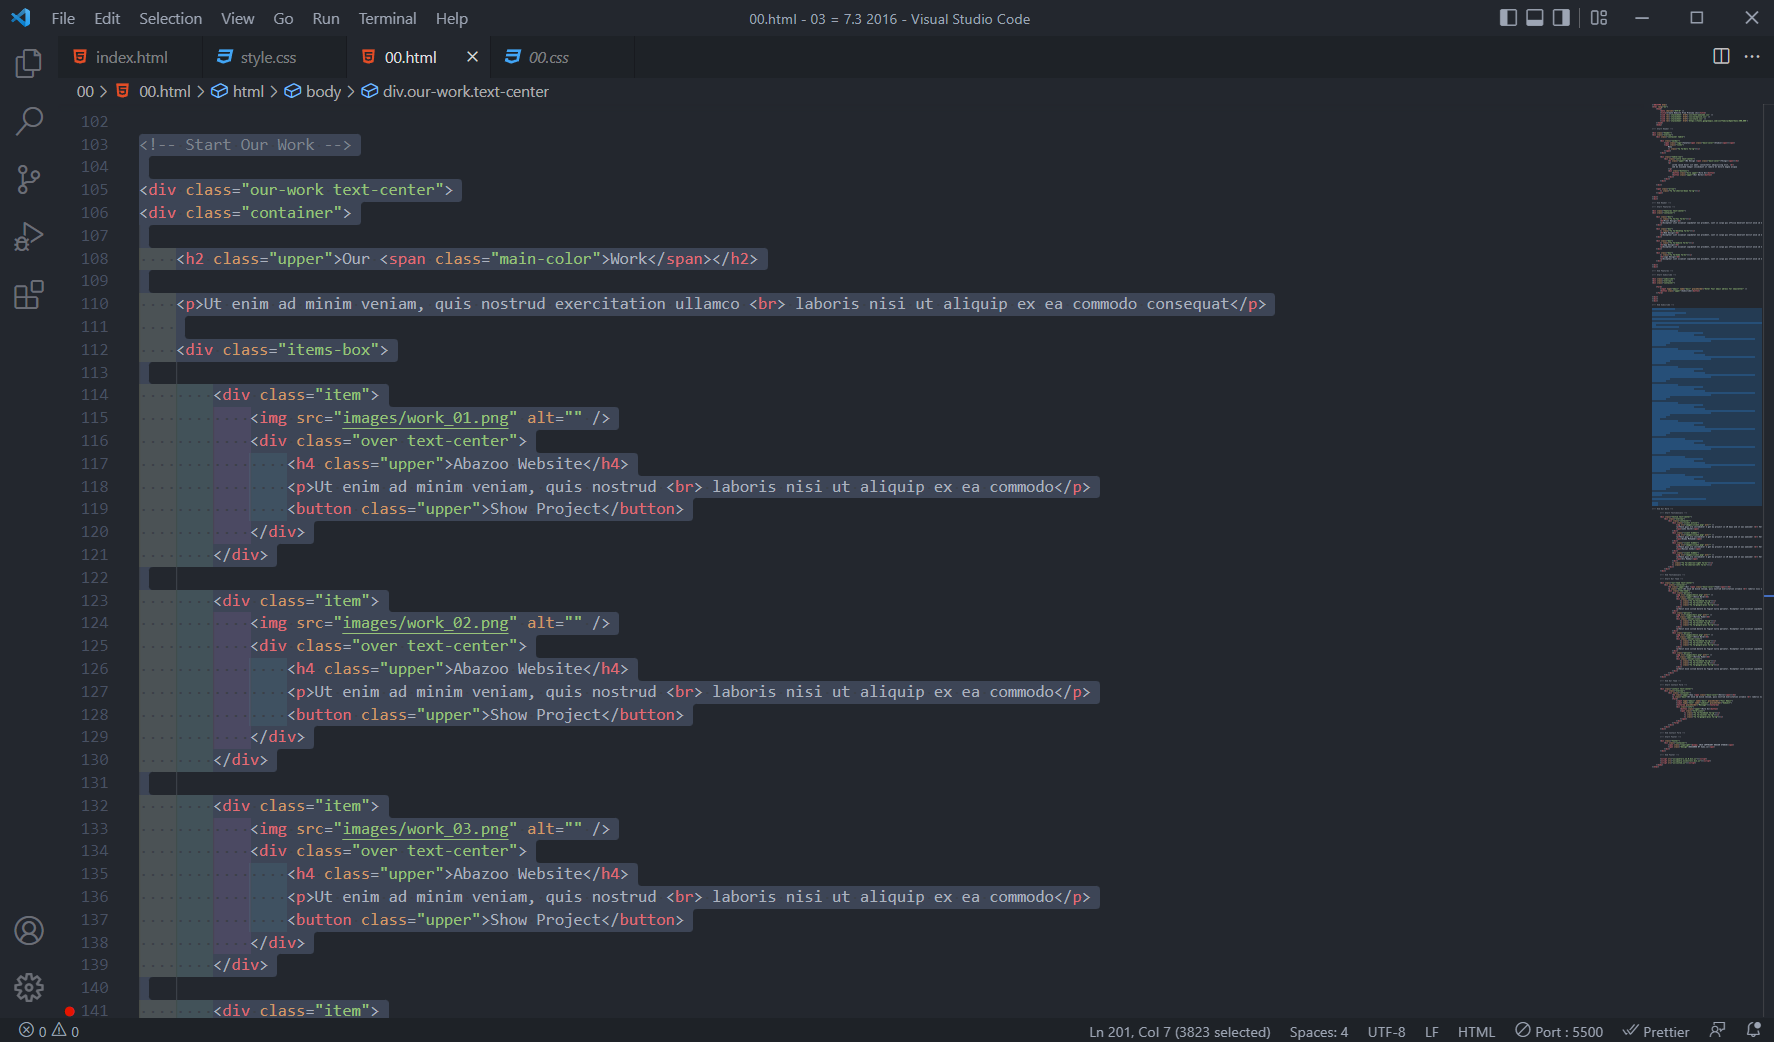 File Edit Selection View Go Run Terminal Help
00.html - 03 = 7.3 2016 - Visual Studio Code
index.html
style.css
00.html
00.css
00 > 00.html > html > body > div.our-work.text-center
102
103 <!-- Start Our Work -->
104
105 <div class="our-work text-center">
106 <div class="container">
107
108 <h2 class="upper">Our <span class="main-color">Work</span></h2>
109
110 <p>Ut enim ad minim veniam, quis nostrud exercitation ullamco <br> laboris nisi ut aliquip ex ea commodo consequat</p>
111
112 <div class="items-box">
113
114 <div class="item">
115 <img src="images/work_01.png" alt="" />
116 <div class="over text-center">
117 <h4 class="upper">Abazoo Website</h4>
118 <p>Ut enim ad minim veniam, quis nostrud <br> laboris nisi ut aliquip ex ea commodo</p>
119 <button class="upper">Show Project</button>
120 </div>
121 </div>
122
123 <div class="item">
124 <img src="images/work_02.png" alt="" />
125 <div class="over text-center">
126 <h4 class="upper">Abazoo Website</h4>
127 <p>Ut enim ad minim veniam, quis nostrud <br> laboris nisi ut aliquip ex ea commodo</p>
128 <button class="upper">Show Project</button>
129 </div>
130 </div>
131
132 <div class="item">
133 <img src="images/work_03.png" alt="" />
134 <div class="over text-center">
135 <h4 class="upper">Abazoo Website</h4>
136 <p>Ut enim ad minim veniam, quis nostrud <br> laboris nisi ut aliquip ex ea commodo</p>
137 <button class="upper">Show Project</button>
138 </div>
139 </div>
140
141 <div class="item">
0 0
Ln 201, Col 7 (3823 selected) Spaces: 4 UTF-8 LF HTML Port : 5500 Prettier